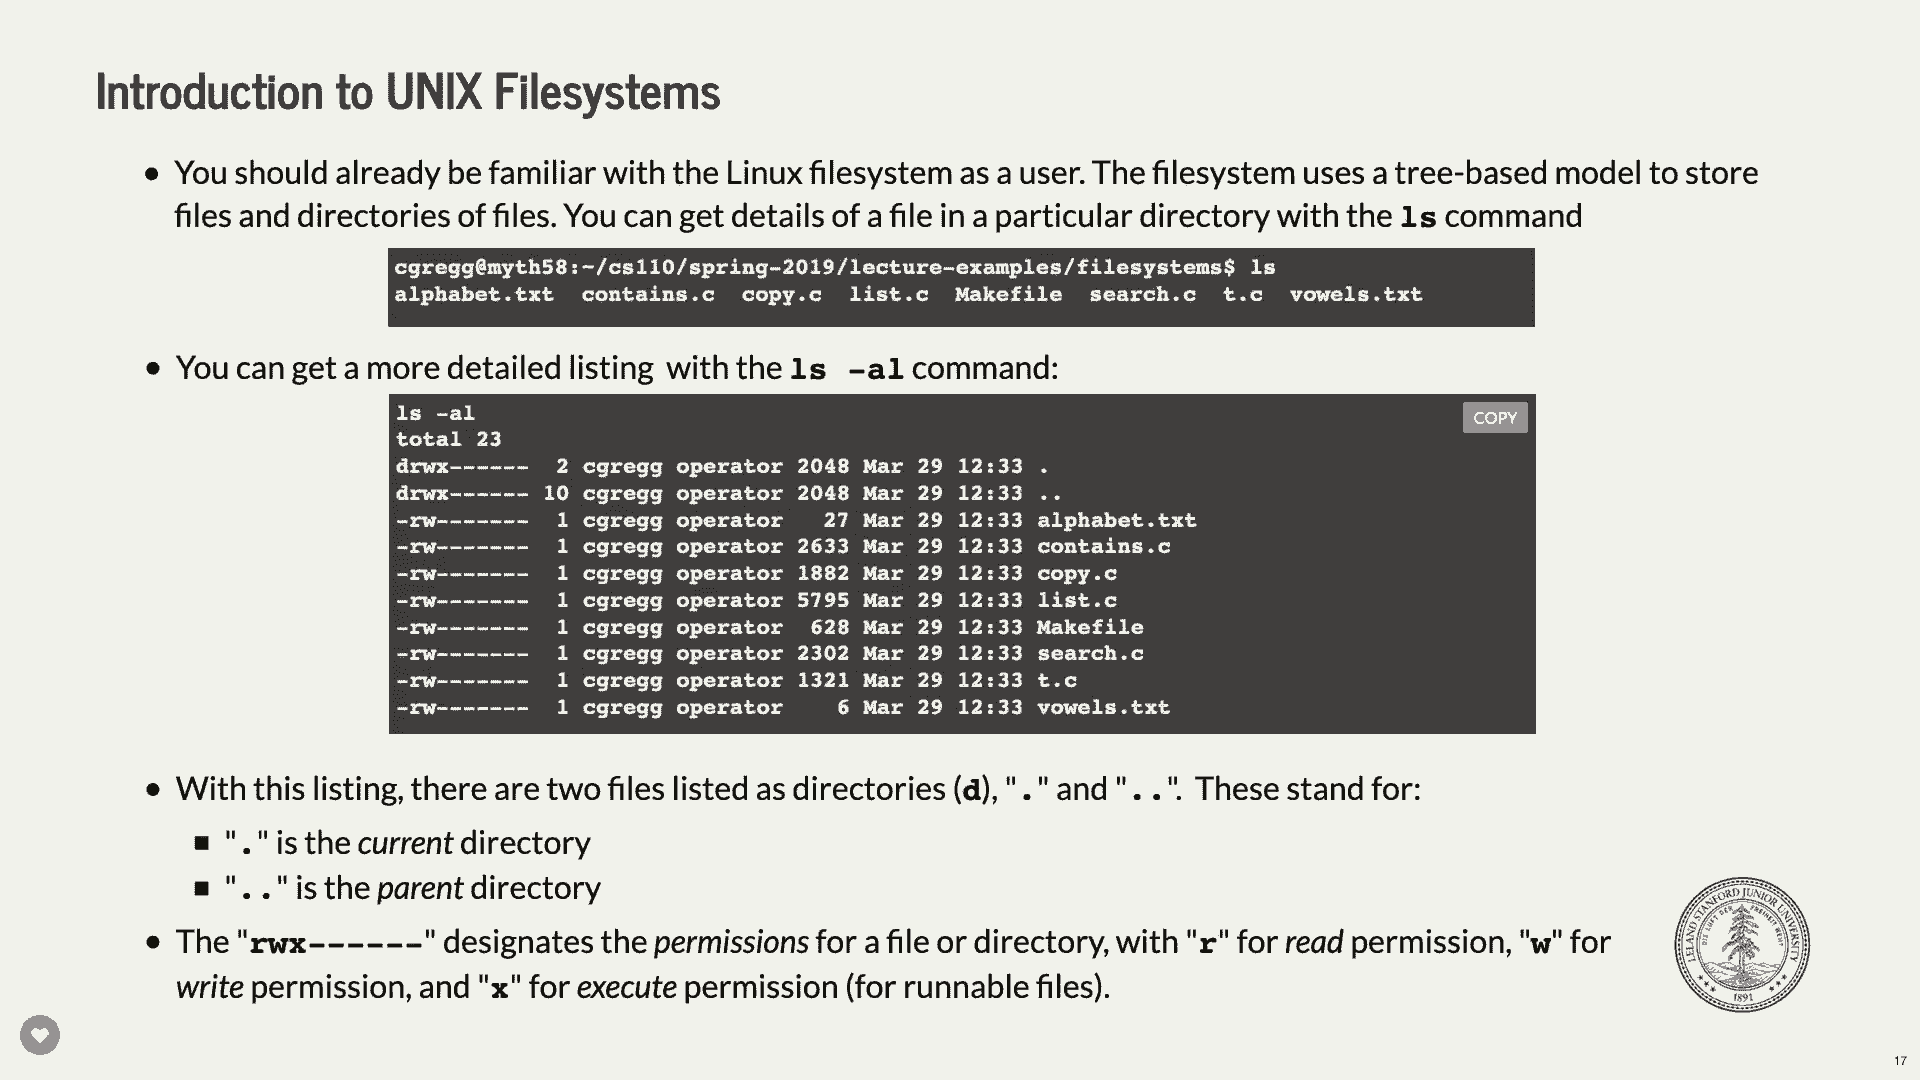 Introduction to UNIX Filesystems
• You should already be familiar with the Linux filesystem as a user. The filesystem uses a tree-based model to store
files and directories of files. You can get details of a file in a particular directory with the ls command
cgregg@myth58:~/cs110/spring-2019/lecture-examples/filesystems$ ls
alphabet.txt  contains.c  copy.c  list.c  Makefile  search.c  t.c  vowels.txt
• You can get a more detailed listing  with the ls -al command:
COPY
ls -al
total 23
drwx------  2 cgregg operator 2048 Mar 29 12:33 .
drwx------ 10 cgregg operator 2048 Mar 29 12:33 ..
-rw-------  1 cgregg operator   27 Mar 29 12:33 alphabet.txt
-rw-------  1 cgregg operator 2633 Mar 29 12:33 contains.c
-rw-------  1 cgregg operator 1882 Mar 29 12:33 copy.c
-rw-------  1 cgregg operator 5795 Mar 29 12:33 list.c
-rw-------  1 cgregg operator  628 Mar 29 12:33 Makefile
-rw-------  1 cgregg operator 2302 Mar 29 12:33 search.c
-rw-------  1 cgregg operator 1321 Mar 29 12:33 t.c
-rw-------  1 cgregg operator    6 Mar 29 12:33 vowels.txt
• With this listing, there are two files listed as directories (d), "." and "..".  These stand for:
▪ "." is the current directory
▪ ".." is the parent directory
• The "rwx------" designates the permissions for a file or directory, with "r" for read permission, "w" for
write permission, and "x" for execute permission (for runnable files).
LELAND STANFORD JUNIOR UNIVERSITY
1891
17